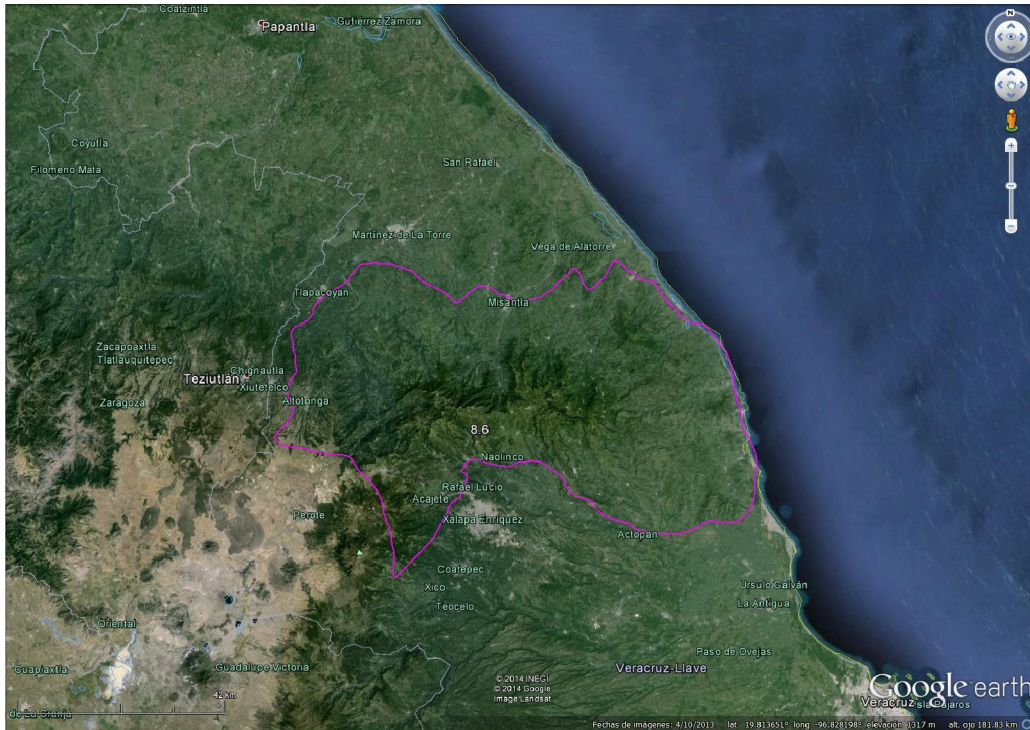 Coatzintla
Papantla
Gutiérrez Zamora
N
Coyutla
San Rafael
Filomeno Mata
Martínez de La Torre
Vega de Alatorre
Tlapacoyan
Misantla
Zacapoaxtla
Tlatlauquitepec
Chignautla
Teziutlán
Xiutetelco
Zaragoza
Altotonga
8.6
Naolinco
Rafael Lucio
Acajete
Perote
Xalapa Enríquez
Actopan
Coatepec
Xico
Ursulo Galván
Teocelo
La Antigua
Oriental
Paso de Ovejas
Cuapiaxtla
Guadalupe Victoria
Veracruz-Llave
© 2014 INEGI
© 2014 Google
Image Landsat
Google earth
42 km
Veracruz
de La Granja
Fechas de imágenes: 4/10/2013 lat 19.813651° long -96.828198° elevación 1317 m alt. ojo 181.83 km